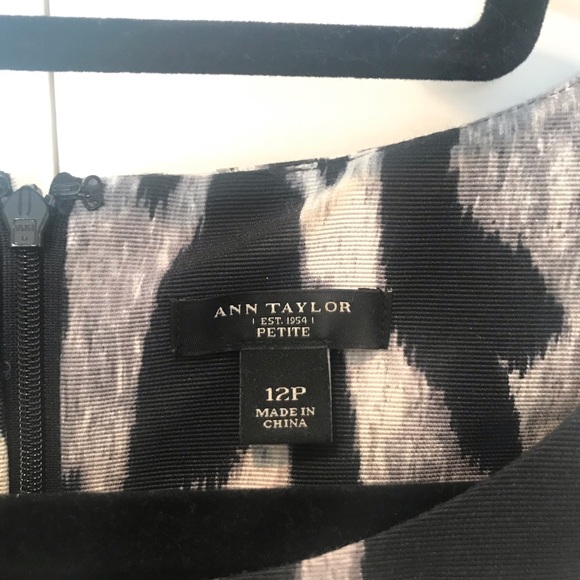 ANN TAYLOR
EST. 1954
PETITE
12P
MADE IN
CHINA